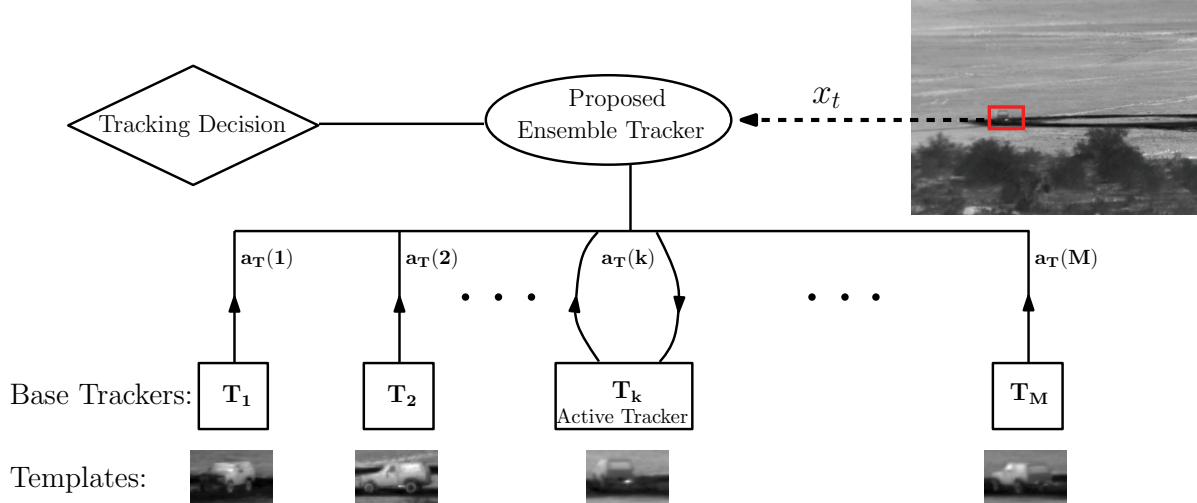 Proposed
Ensemble Tracker
Tracking Decision
x_t
a_T(1)
a_T(2)
a_T(k)
a_T(M)
Base Trackers:
T_1
T_2
T_k
Active Tracker
T_M
Templates: